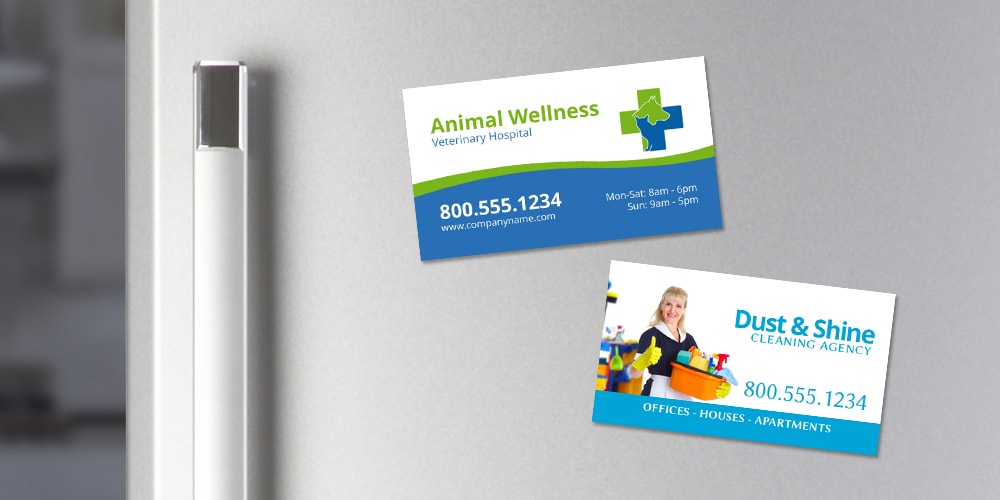 Animal Wellness
Veterinary Hospital
800.555.1234
www.companyname.com
Mon-Sat: 8am - 6pm
Sun: 9am - 5pm
Dust & Shine
CLEANING AGENCY
800.555.1234
OFFICES - HOUSES - APARTMENTS